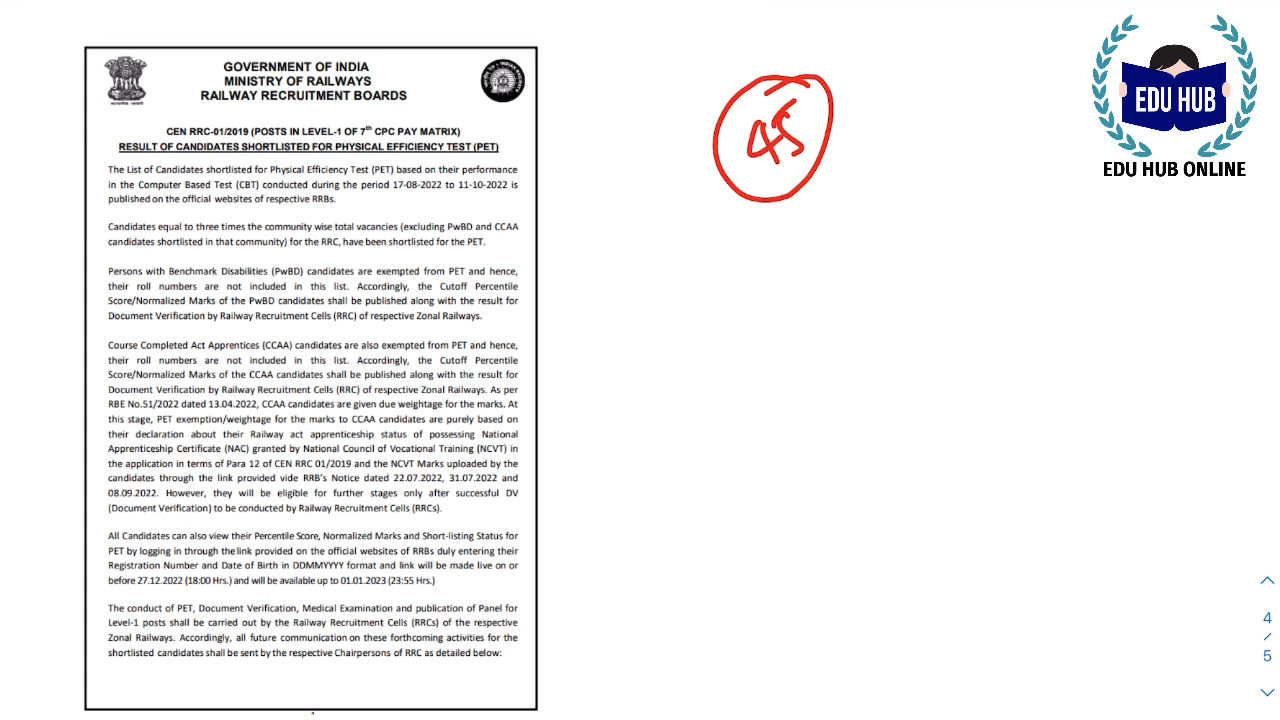 GOVERNMENT OF INDIA
MINISTRY OF RAILWAYS
RAILWAY RECRUITMENT BOARDS
CEN RRC-01/2019 (POSTS IN LEVEL-1 OF 7th CPC PAY MATRIX)
RESULT OF CANDIDATES SHORTLISTED FOR PHYSICAL EFFICIENCY TEST (PET)
The List of Candidates shortlisted for Physical Efficiency Test (PET) based on their performance
in the Computer Based Test (CBT) conducted during the period 17-08-2022 to 11-10-2022 is
published on the official websites of respective RRBs.
Candidates equal to three times the community wise total vacancies (excluding PwBD and CCAA
candidates shortlisted in that community) for the RRC, have been shortlisted for the PET.
Persons with Benchmark Disabilities (PwBD) candidates are exempted from PET and hence,
their roll numbers are not included in this list. Accordingly, the Cutoff Percentile
Score/Normalized Marks of the PwBD candidates shall be published along with the result for
Document Verification by Railway Recruitment Cells (RRC) of respective Zonal Railways.
Course Completed Act Apprentices (CCAA) candidates are also exempted from PET and hence,
their roll numbers are not included in this list. Accordingly, the Cutoff Percentile
Score/Normalized Marks of the CCAA candidates shall be published along with the result for
Document Verification by Railway Recruitment Cells (RRC) of respective Zonal Railways. As per
RBE No.51/2022 dated 13.04.2022, CCAA candidates are given due weightage for the marks. At
this stage, PET exemption/weightage for the marks to CCAA candidates are purely based on
their declaration about their Railway act apprenticeship status of possessing National
Apprenticeship Certificate (NAC) granted by National Council of Vocational Training (NCVT) in
the application in terms of Para 12 of CEN RRC 01/2019 and the NCVT Marks uploaded by the
candidates through the link provided vide RRB's Notice dated 22.07.2022, 31.07.2022 and
08.09.2022. However, they will be eligible for further stages only after successful DV
(Document Verification) to be conducted by Railway Recruitment Cells (RRCs).
All Candidates can also view their Percentile Score, Normalized Marks and Short-listing Status for
PET by logging in through the link provided on the official websites of RRBs duly entering their
Registration Number and Date of Birth in DDMMYYYY format and link will be made live on or
before 27.12.2022 (18:00 Hrs.) and will be available up to 01.01.2023 (23:55 Hrs.)
The conduct of PET, Document Verification, Medical Examination and publication of Panel for
Level-1 posts shall be carried out by the Railway Recruitment Cells (RRCs) of the respective
Zonal Railways. Accordingly, all future communication on these forthcoming activities for the
shortlisted candidates shall be sent by the respective Chairpersons of RRC as detailed below:
45
EDU HUB
EDU HUB ONLINE
4
/
5